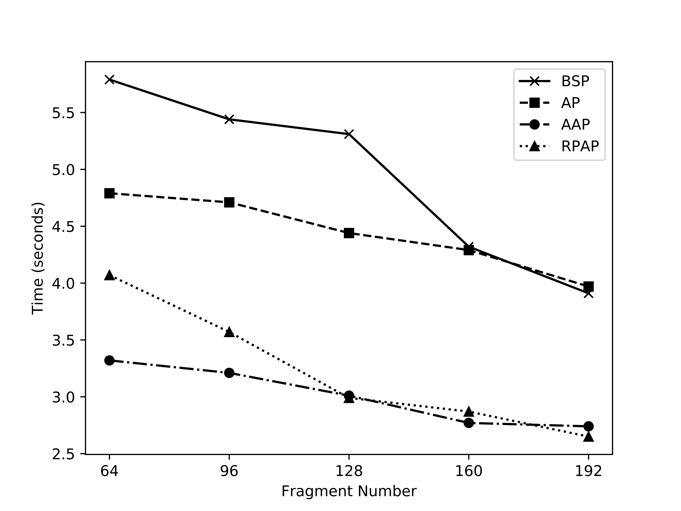 BSP
AP
AAP
RPAP
5.5
5.0
4.5
4.0
3.5
3.0
2.5
Time (seconds)
64 96 128 160 192
Fragment Number